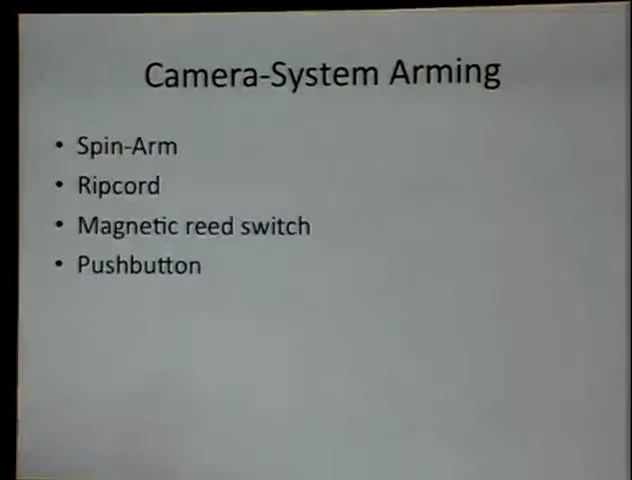 Camera-System Arming
• Spin-Arm
• Ripcord
• Magnetic reed switch
• Pushbutton